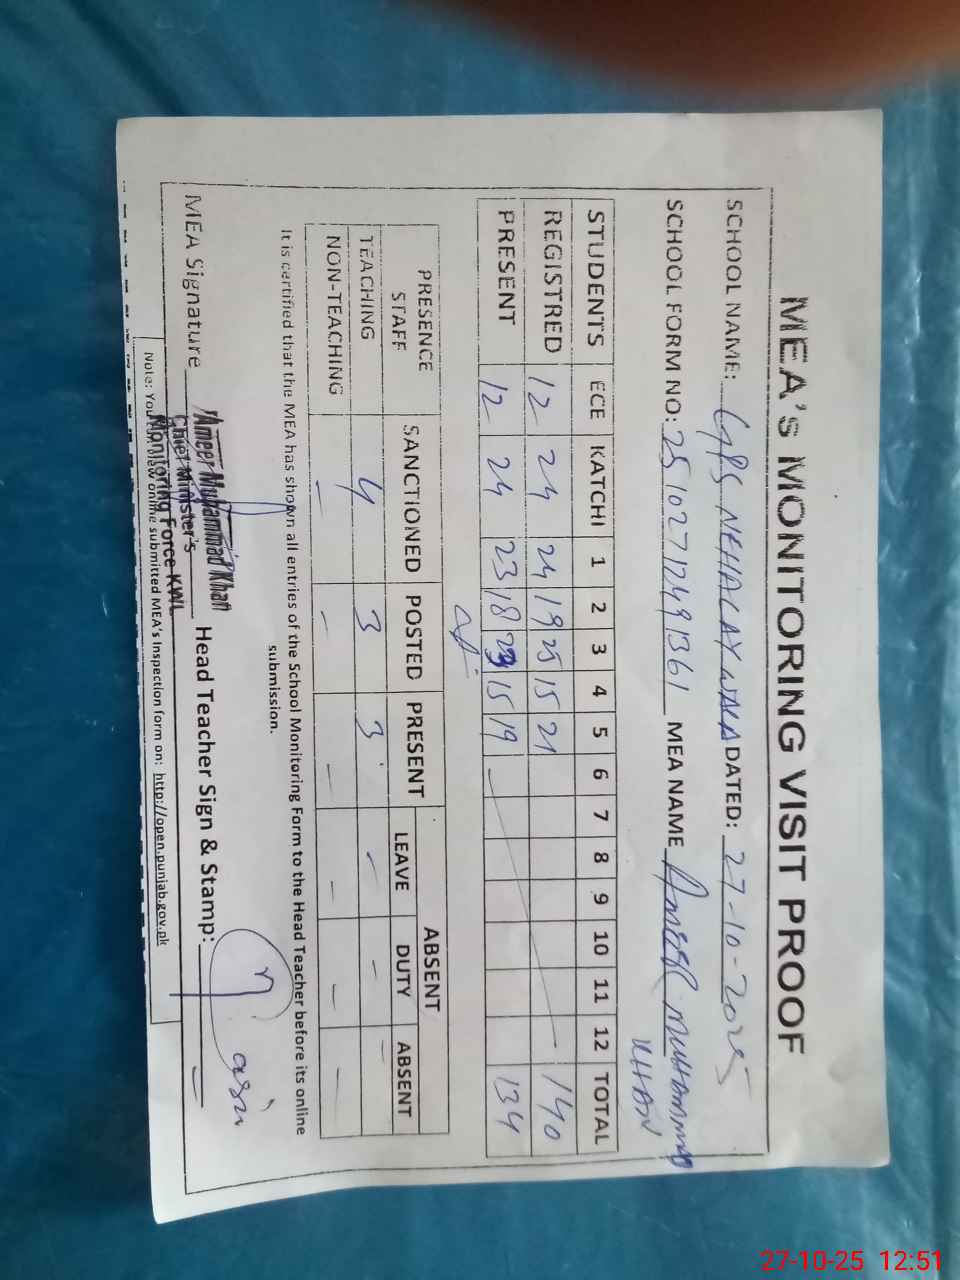 MEA's MONITORING VISIT PROOF
SCHOOL NAME: GPS NEHALAY WALA DATED: 27-10-2025
SCHOOL FORM NO: 25102712491361 MEA NAME Ameer Muhammad
KHAN
STUDENTS ECE KATCHI 1 2 3 4 5 6 7 8 9 10 11 12 TOTAL
REGISTRED 12 24 24 19 25 15 21 140
PRESENT 12 24 23 18 23 15 19 134
PRESENCE STAFF SANCTIONED POSTED PRESENT ABSENT
LEAVE DUTY ABSENT
TEACHING 4 3 3 - - -
NON-TEACHING - - - - - -
It is certified that the MEA has shown all entries of the School Monitoring Form to the Head Teacher before its online
submission.
MEA Signature Head Teacher Sign & Stamp:
Ameer Muhammad Khan
Chief Minister's
Monitoring Force KWL
Note: You view online submitted MEA's Inspection form on: http://open.punjab.gov.pk
27-10-25 12:51